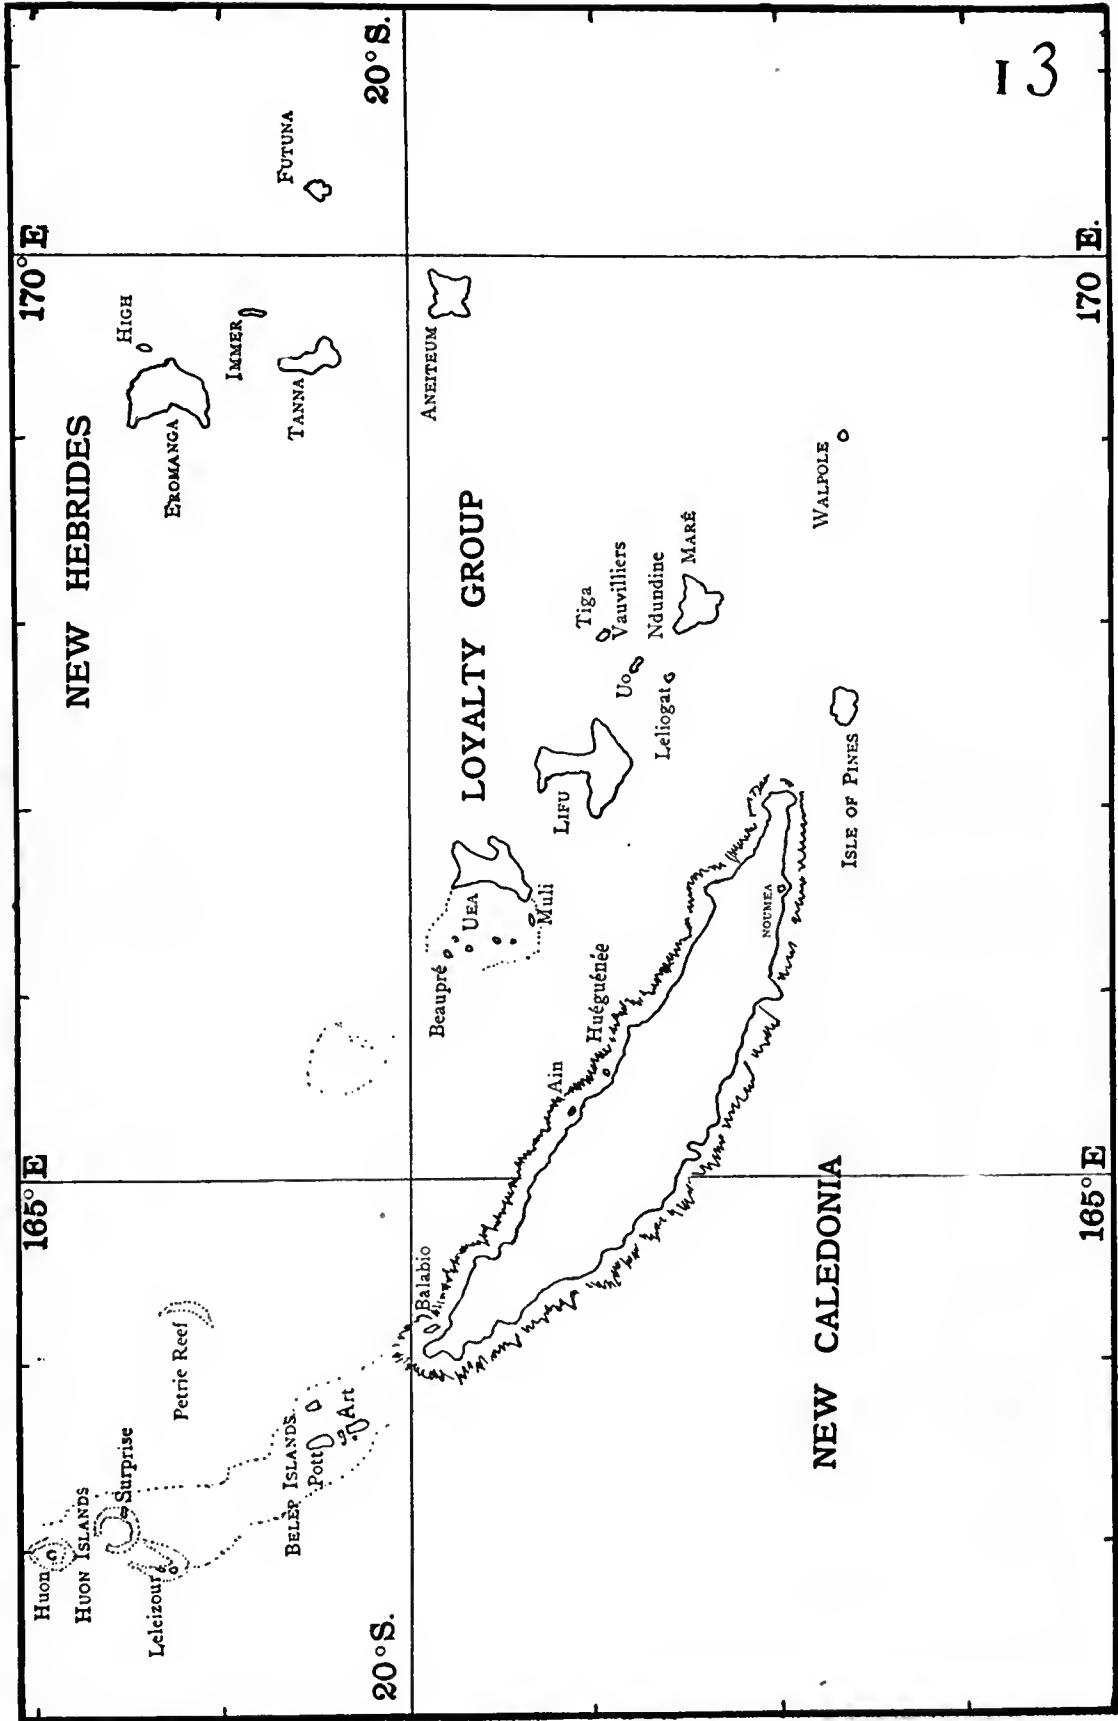 165° E
170° E
NEW HEBRIDES
Huon
HUON ISLANDS
Surprise
Leleizour
Petrie Reef
EROMANGA
HIGH
IMMER
TANNA
FUTUNA
BELEP ISLANDS
Pott
Art
20° S.
20° S.
Balabio
Beaupré
UEA
Muli
LOYALTY GROUP
ANEITEUM
Ain
Huéguénée
LIFU
Tiga
Vauvilliers
Uo
Ndundine
Leliogat
MARÉ
NOUMEA
ISLE OF PINES
WALPOLE
NEW CALEDONIA
165° E
170 E.
I 3